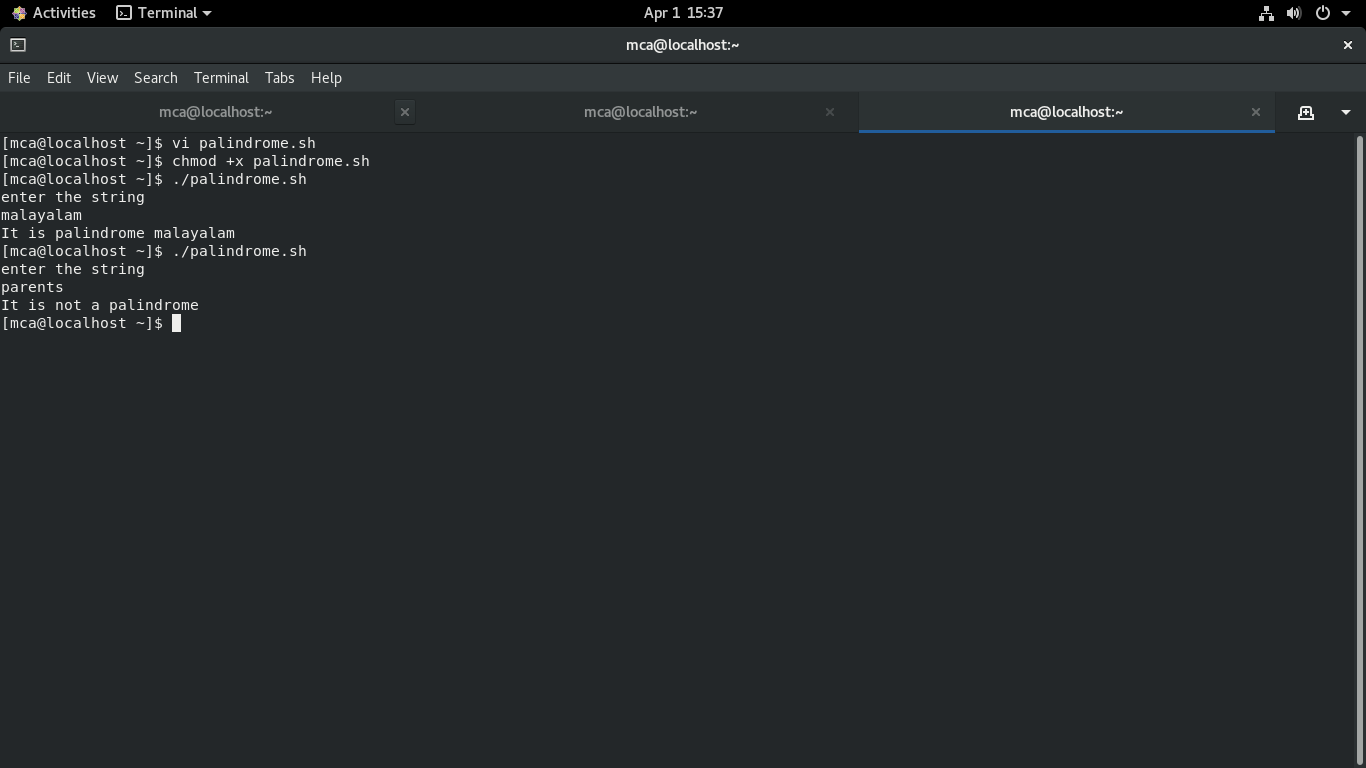 Activities Terminal Apr 1 15:37
mca@localhost:~
File Edit View Search Terminal Tabs Help
mca@localhost:~ mca@localhost:~ mca@localhost:~
[mca@localhost ~]$ vi palindrome.sh
[mca@localhost ~]$ chmod +x palindrome.sh
[mca@localhost ~]$ ./palindrome.sh
enter the string
malayalam
It is palindrome malayalam
[mca@localhost ~]$ ./palindrome.sh
enter the string
parents
It is not a palindrome
[mca@localhost ~]$